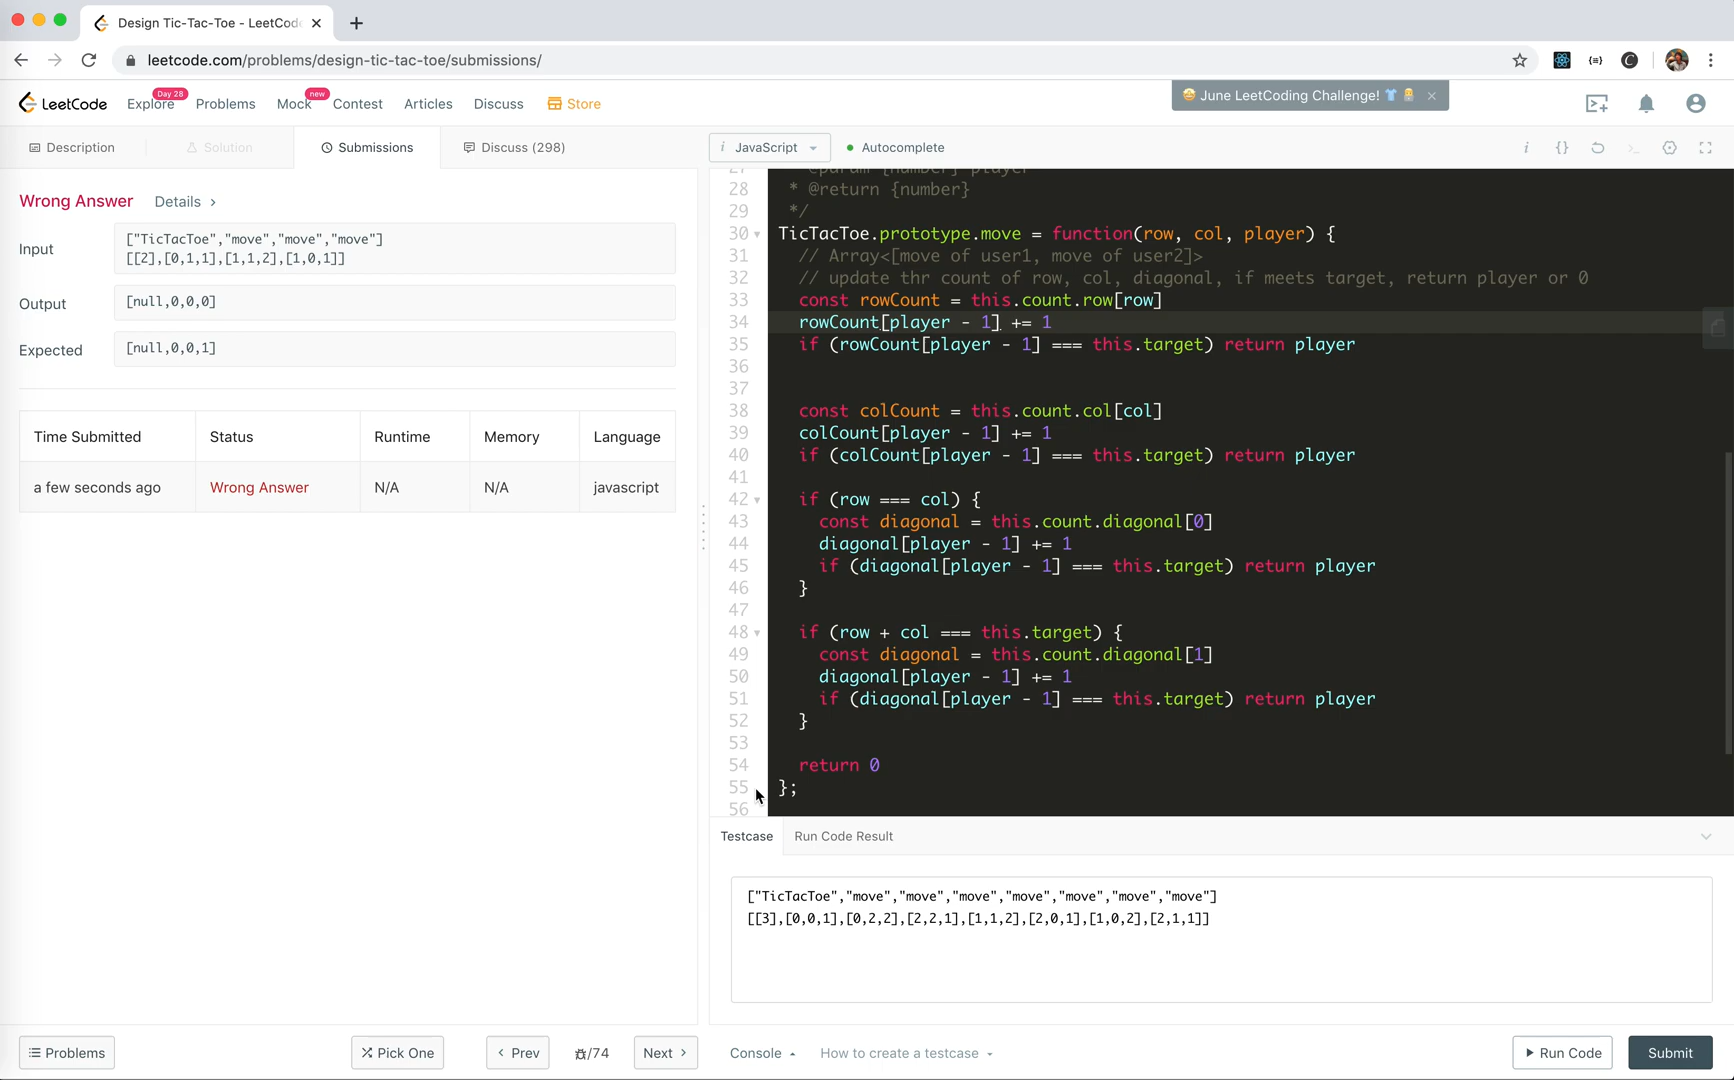 Design Tic-Tac-Toe - LeetCode
leetcode.com/problems/design-tic-tac-toe/submissions/
LeetCode
Explore
Day 28
Problems
Mock
new
Contest
Articles
Discuss
Store
June LeetCoding Challenge!
Description
Solution
Submissions
Discuss (298)
i JavaScript
Autocomplete
Wrong Answer
Details
Input
["TicTacToe","move","move","move"]
[[2],[0,1,1],[1,1,2],[1,0,1]]
Output
[null,0,0,0]
Expected
[null,0,0,1]
Time Submitted Status Runtime Memory Language
a few seconds ago Wrong Answer N/A N/A javascript
27 * @param {number} player
28 * @return {number}
29 */
30 TicTacToe.prototype.move = function(row, col, player) {
31 // Array<[move of user1, move of user2]>
32 // update thr count of row, col, diagonal, if meets target, return player or 0
33 const rowCount = this.count.row[row]
34 rowCount[player - 1] += 1
35 if (rowCount[player - 1] === this.target) return player
36
37
38 const colCount = this.count.col[col]
39 colCount[player - 1] += 1
40 if (colCount[player - 1] === this.target) return player
41
42 if (row === col) {
43 const diagonal = this.count.diagonal[0]
44 diagonal[player - 1] += 1
45 if (diagonal[player - 1] === this.target) return player
46 }
47
48 if (row + col === this.target) {
49 const diagonal = this.count.diagonal[1]
50 diagonal[player - 1] += 1
51 if (diagonal[player - 1] === this.target) return player
52 }
53
54 return 0
55 };
56
Testcase
Run Code Result
["TicTacToe","move","move","move","move","move","move","move"]
[[3],[0,0,1],[0,2,2],[2,2,1],[1,1,2],[2,0,1],[1,0,2],[2,1,1]]
Problems
Pick One
Prev
/74
Next
Console
How to create a testcase
Run Code
Submit